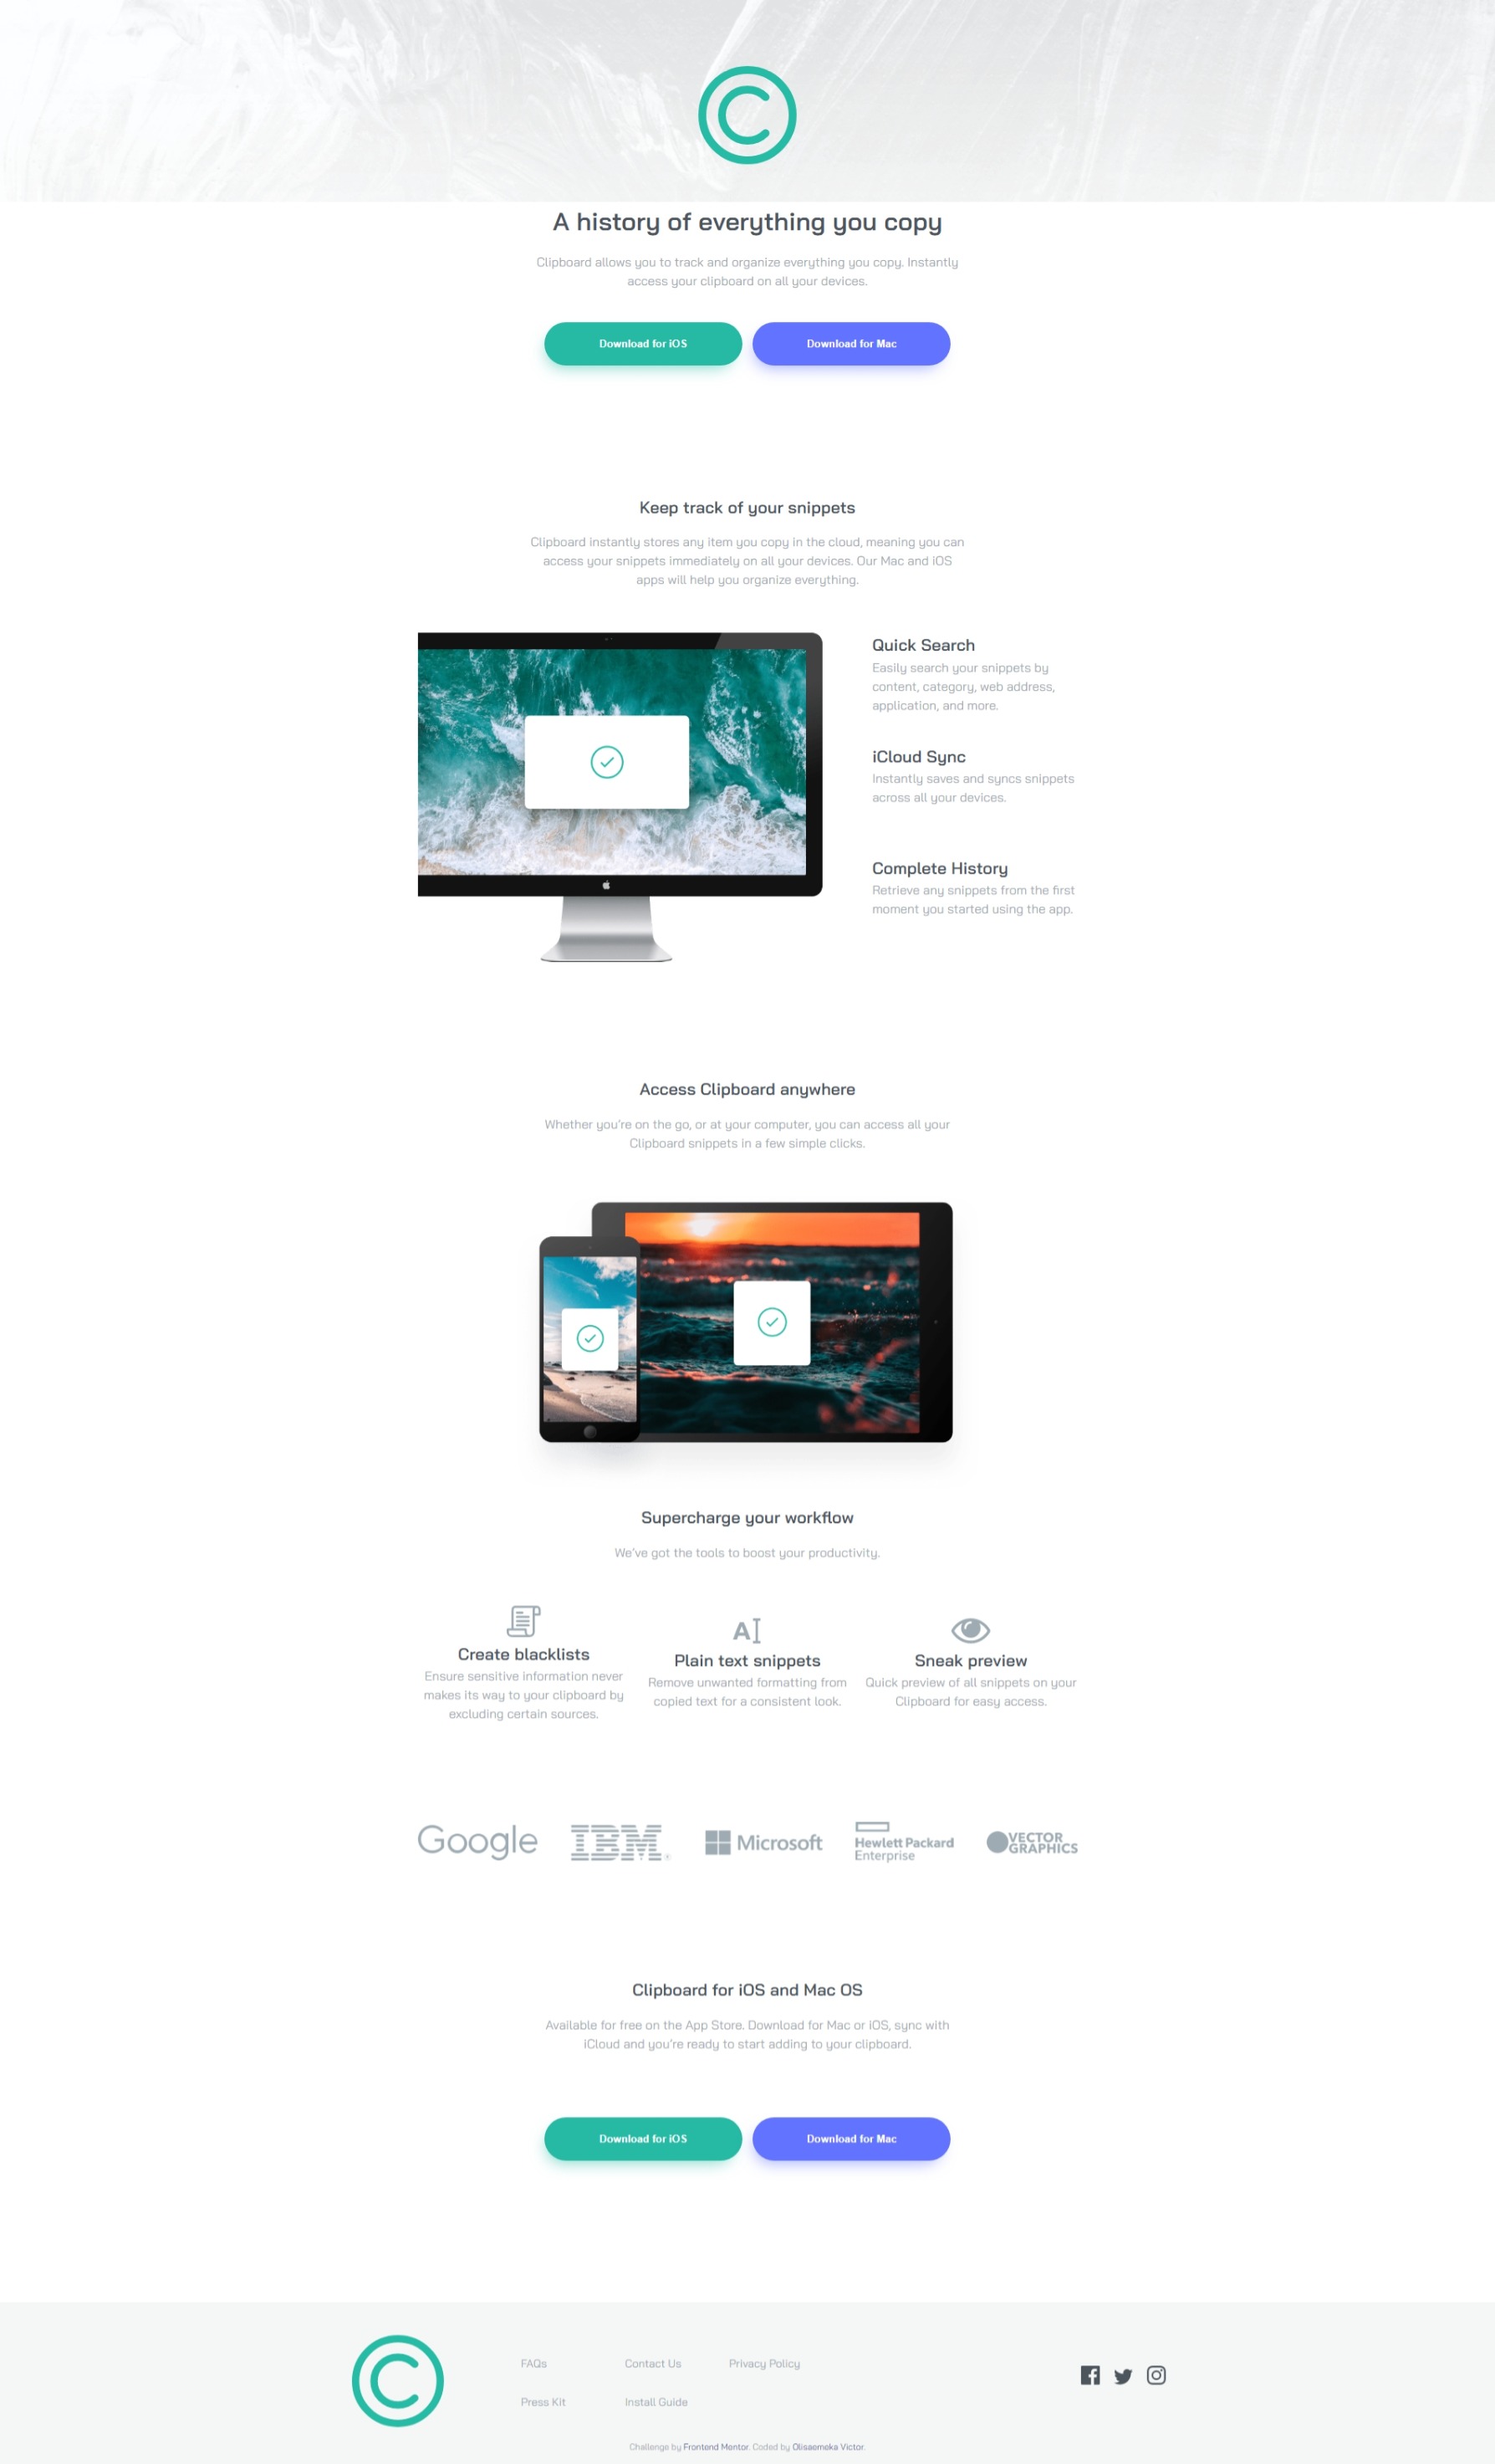 A history of everything you copy
Clipboard allows you to track and organize everything you copy. Instantly
access your clipboard on all your devices.
Download for iOS
Download for Mac
Keep track of your snippets
Clipboard instantly stores any item you copy in the cloud, meaning you can
access your snippets immediately on all your devices. Our Mac and iOS
apps will help you organize everything.
Quick Search
Easily search your snippets by
content, category, web address,
application, and more.
iCloud Sync
Instantly saves and syncs snippets
across all your devices.
Complete History
Retrieve any snippets from the first
moment you started using the app.
Access Clipboard anywhere
Whether you're on the go, or at your computer, you can access all your
Clipboard snippets in a few simple clicks.
Supercharge your workflow
We've got the tools to boost your productivity.
Create blacklists
Ensure sensitive information never
makes its way to your clipboard by
excluding certain sources.
A
Plain text snippets
Remove unwanted formatting from
copied text for a consistent look.
Sneak preview
Quick preview of all snippets on your
Clipboard for easy access.
Google
IBM
Microsoft
Hewlett Packard
Enterprise
VECTOR
GRAPHICS
Clipboard for iOS and Mac OS
Available for free on the App Store. Download for Mac or iOS, sync with
iCloud and you're ready to start adding to your clipboard.
Download for iOS
Download for Mac
FAQs
Contact Us
Privacy Policy
Press Kit
Install Guide
Challenge by Frontend Mentor. Coded by Olisaemeka Victor.